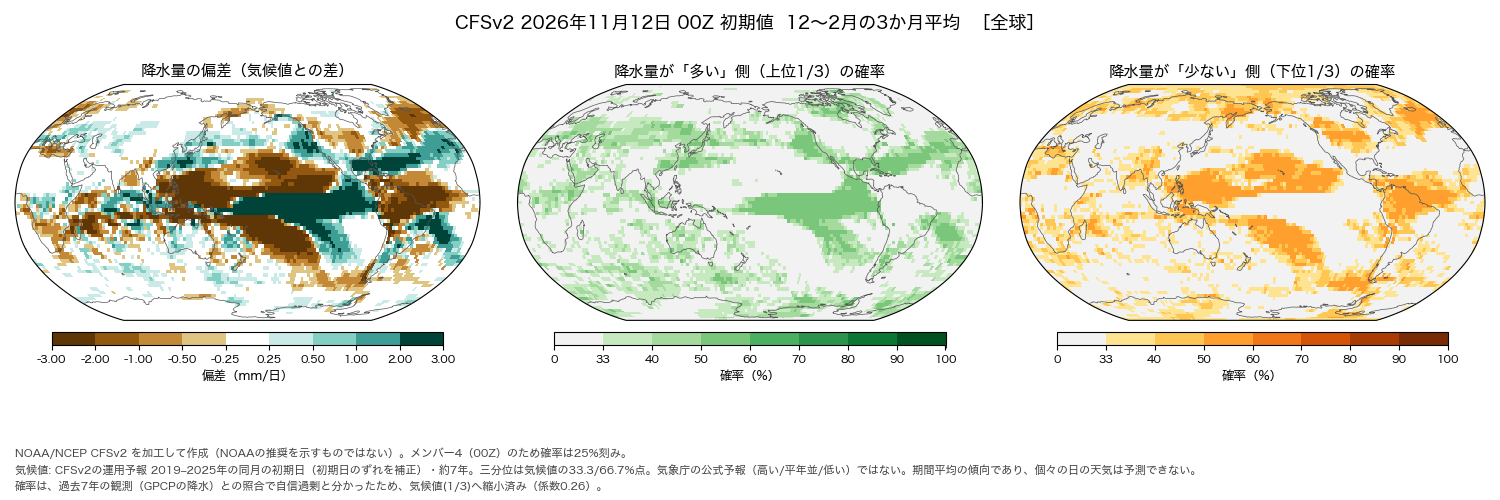 CFSv2 2026年11月12日 00Z 初期値 12～2月の3か月平均 ［全球］
降水量の偏差（気候値との差）
降水量が「多い」側（上位1/3）の確率
降水量が「少ない」側（下位1/3）の確率
-3.00 -2.00 -1.00 -0.50 -0.25 0.25 0.50 1.00 2.00 3.00
偏差（mm/日）
0 33 40 50 60 70 80 90 100
確率（%）
0 33 40 50 60 70 80 90 100
確率（%）
NOAA/NCEP CFSv2 を加工して作成（NOAAの推奨を示すものではない）。メンバー4（00Z）のため確率は25%刻み。
気候値: CFSv2の運用予報 2019–2025年の同月の初期日（初期日のずれを補正）・約7年。三分位は気候値の33.3/66.7%点。気象庁の公式予報（高い/平年並/低い）ではない。期間平均の傾向であり、個々の日の天気は予測できない。
確率は、過去7年の観測（GPCPの降水）との照合で自信過剰と分かったため、気候値(1/3)へ縮小済み（係数0.26）。